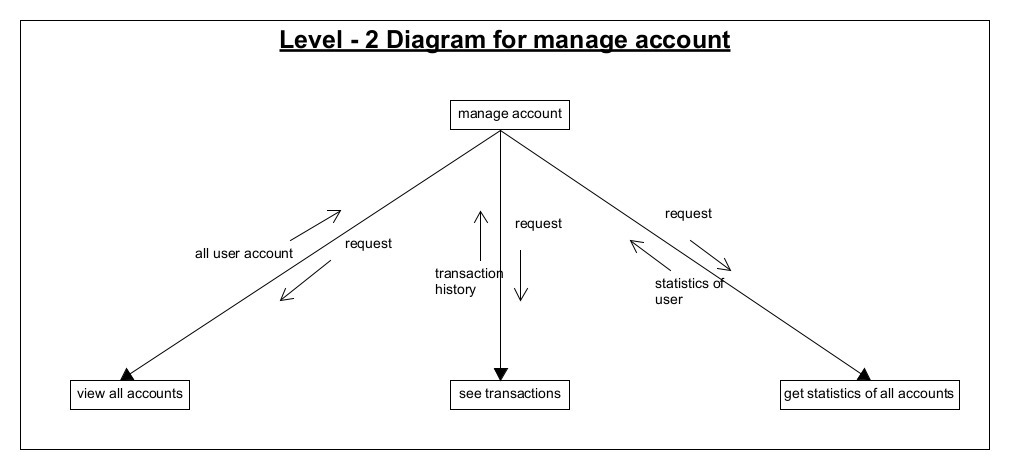 Level - 2 Diagram for manage account
manage account
request
request
all user account
request
transaction
history
statistics of
user
view all accounts
see transactions
get statistics of all accounts